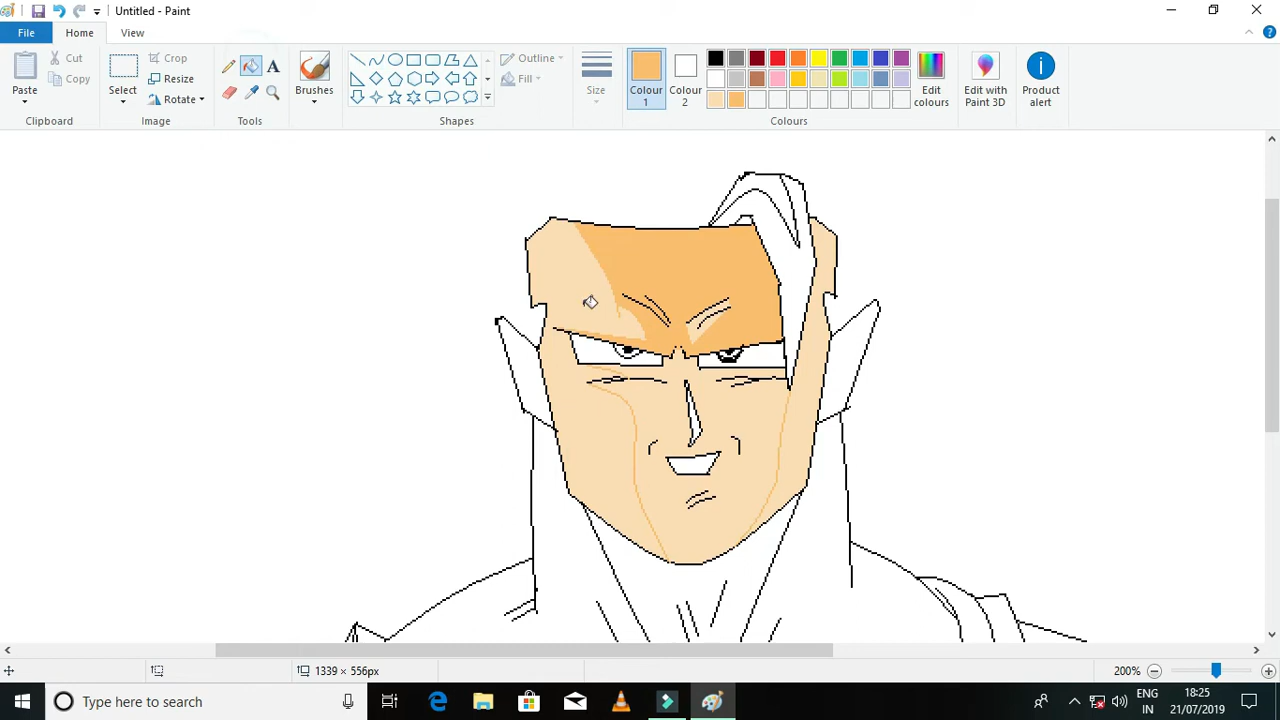 Untitled - Paint
File
Home
View
Paste
Cut
Copy
Clipboard
Select
Crop
Resize
Rotate
Image
A
Tools
Brushes
Outline
Fill
Shapes
Size
Colour 1
Colour 2
Edit colours
Colours
Edit with Paint 3D
Product alert
1339 × 556px
200%
Type here to search
ENG
IN
18:25
21/07/2019